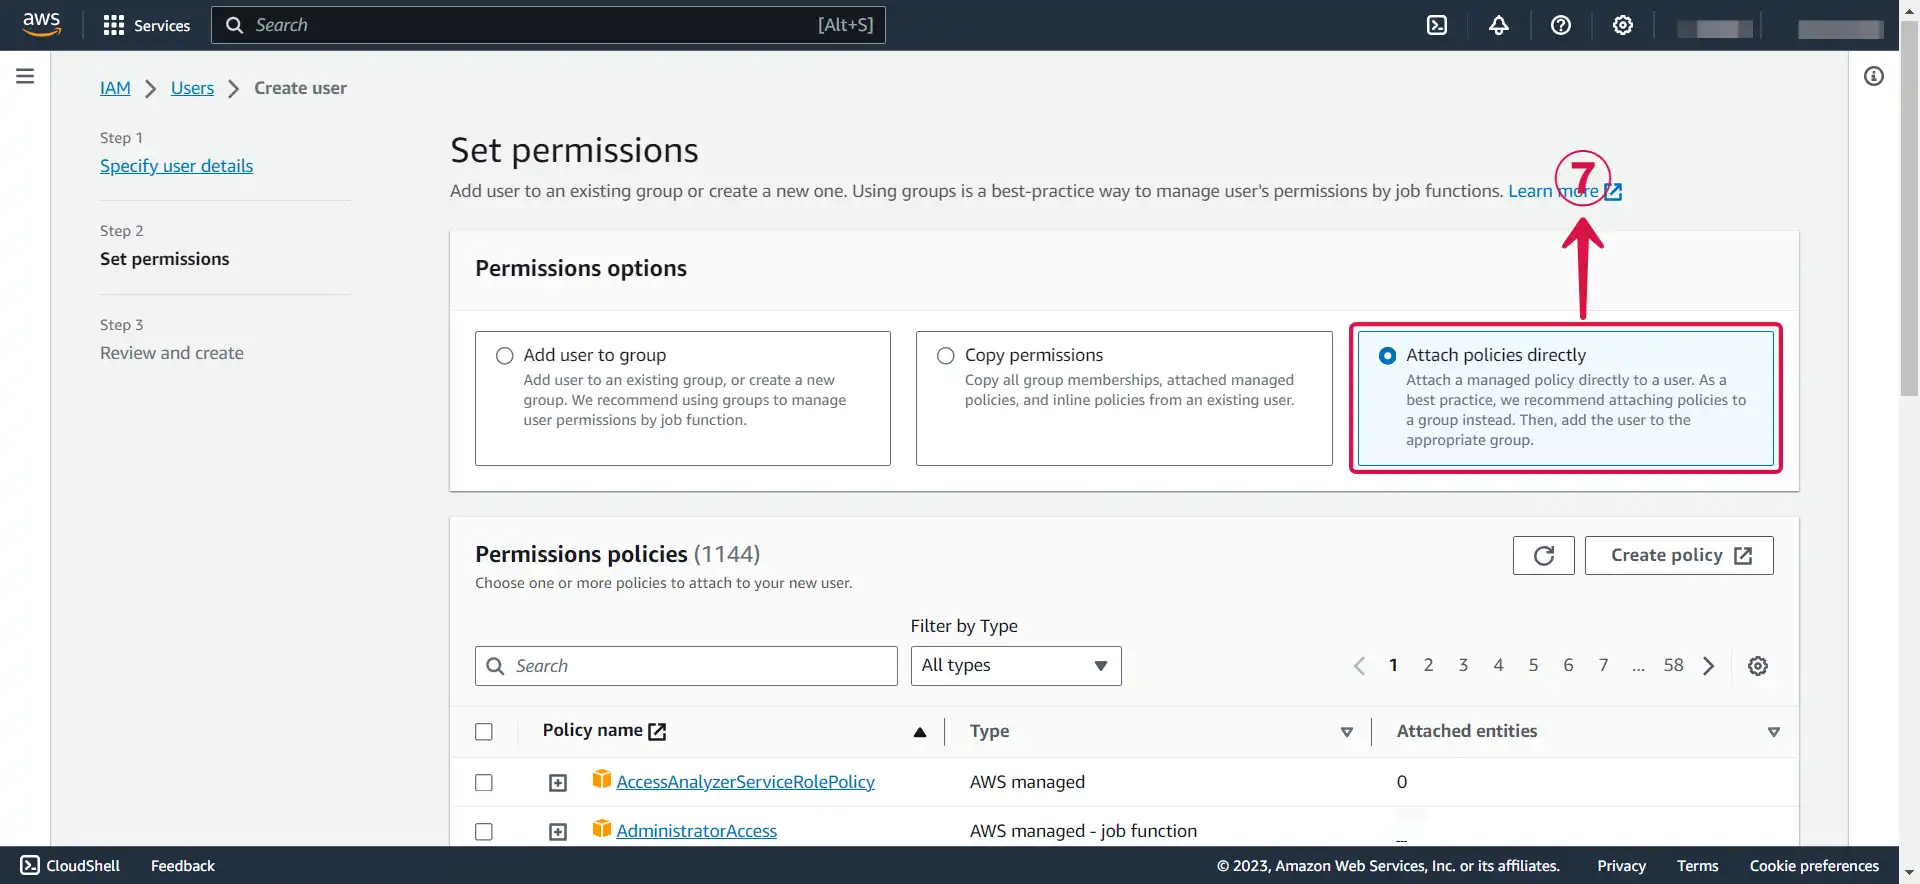 aws
Services
Search
[Alt+S]
IAM
Users
Create user
Step 1
Specify user details
Step 2
Set permissions
Step 3
Review and create
Set permissions
Add user to an existing group or create a new one. Using groups is a best-practice way to manage user's permissions by job functions. Learn more
7
Permissions options
Add user to group
Add user to an existing group, or create a new
group. We recommend using groups to manage
user permissions by job function.
Copy permissions
Copy all group memberships, attached managed
policies, and inline policies from an existing user.
Attach policies directly
Attach a managed policy directly to a user. As a
best practice, we recommend attaching policies to
a group instead. Then, add the user to the
appropriate group.
Permissions policies (1144)
Choose one or more policies to attach to your new user.
Create policy
Filter by Type
Search
All types
1 2 3 4 5 6 7 ... 58
Policy name
Type
Attached entities
AccessAnalyzerServiceRolePolicy
AWS managed
0
AdministratorAccess
AWS managed - job function
CloudShell
Feedback
© 2023, Amazon Web Services, Inc. or its affiliates.
Privacy
Terms
Cookie preferences